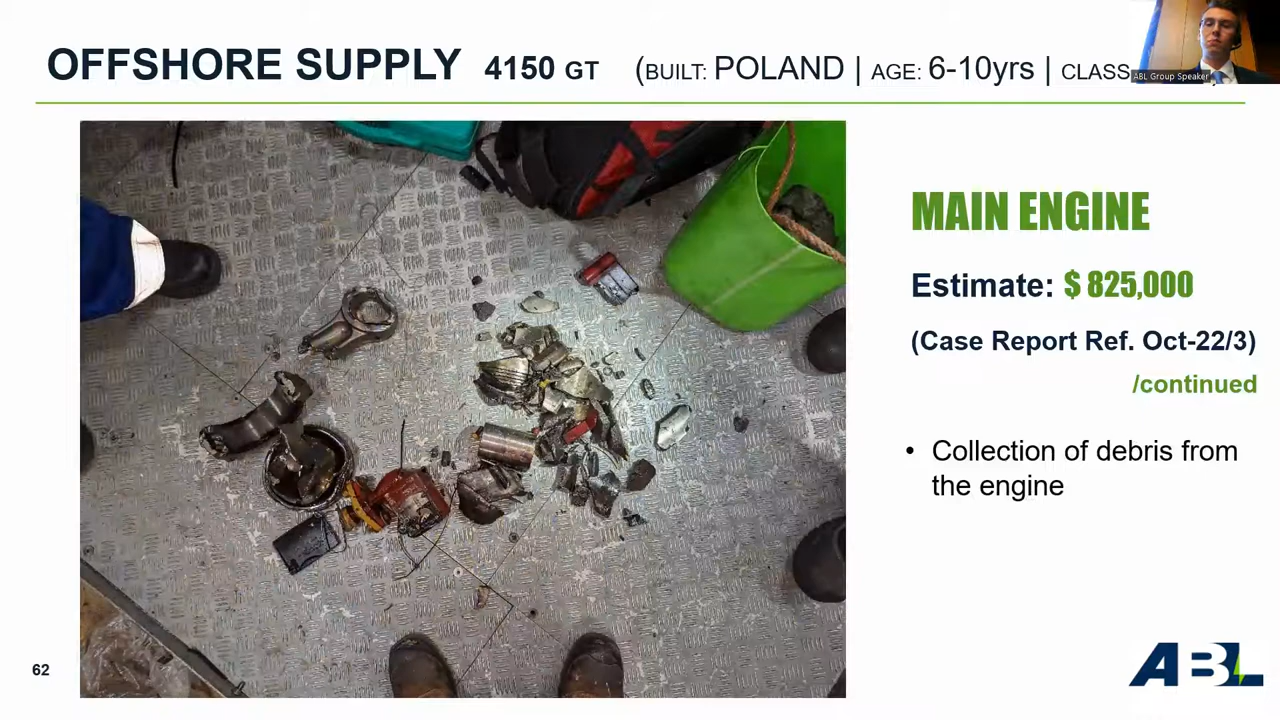 OFFSHORE SUPPLY 4150 GT (BUILT: POLAND | AGE: 6-10yrs | CLASS
ABL Group Speaker
MAIN ENGINE
Estimate: $ 825,000
(Case Report Ref. Oct-22/3)
/continued
• Collection of debris from
the engine
62
ABL